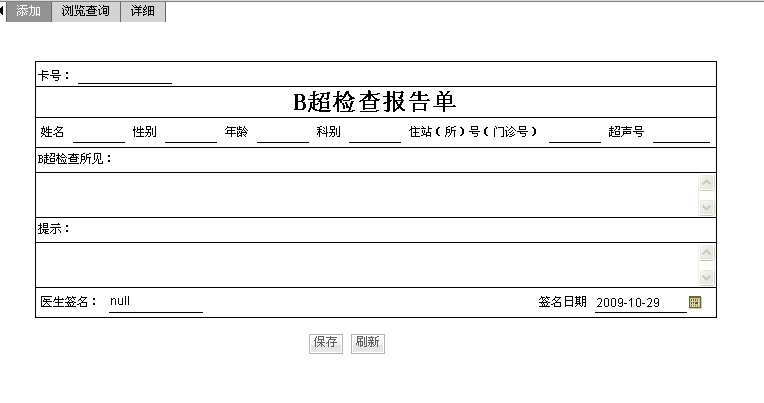 添加 浏览查询 详细
卡号：
B超检查报告单
姓名 性别 年龄 科别 住站（所）号（门诊号） 超声号
B超检查所见：
提示：
医生签名： null 签名日期 2009-10-29
保存 刷新